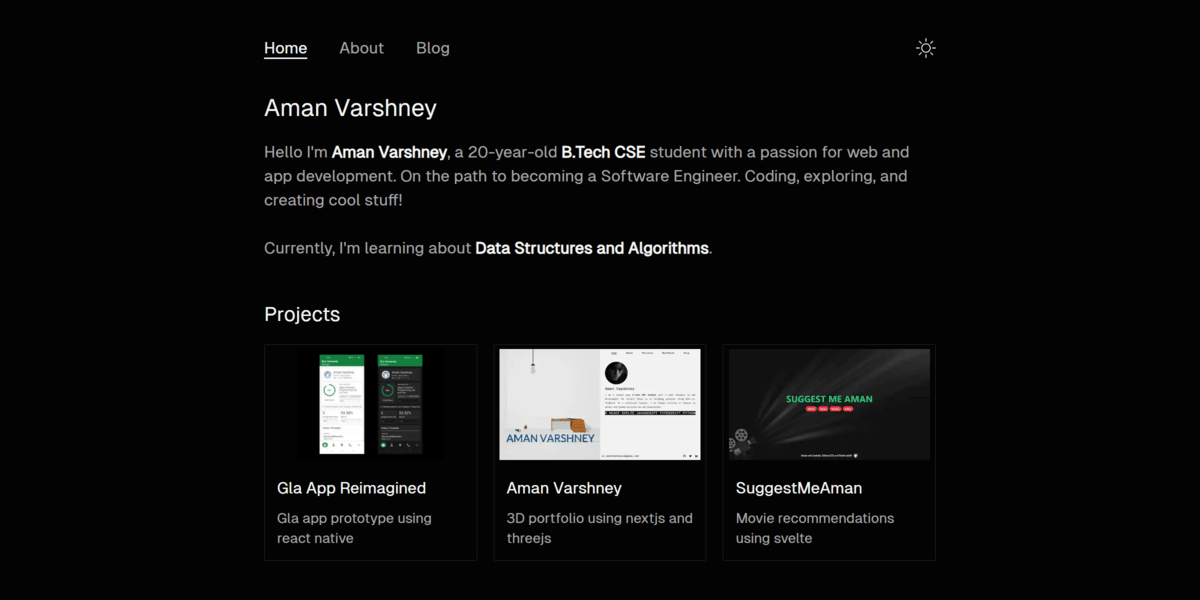 Home About Blog
Aman Varshney
Hello I'm Aman Varshney, a 20-year-old B.Tech CSE student with a passion for web and
app development. On the path to becoming a Software Engineer. Coding, exploring, and
creating cool stuff!
Currently, I'm learning about Data Structures and Algorithms.
Projects
AMAN VARSHNEY
Aman Varshney
SUGGEST ME AMAN
Gla App Reimagined
Gla app prototype using
react native
Aman Varshney
3D portfolio using nextjs and
threejs
SuggestMeAman
Movie recommendations
using svelte